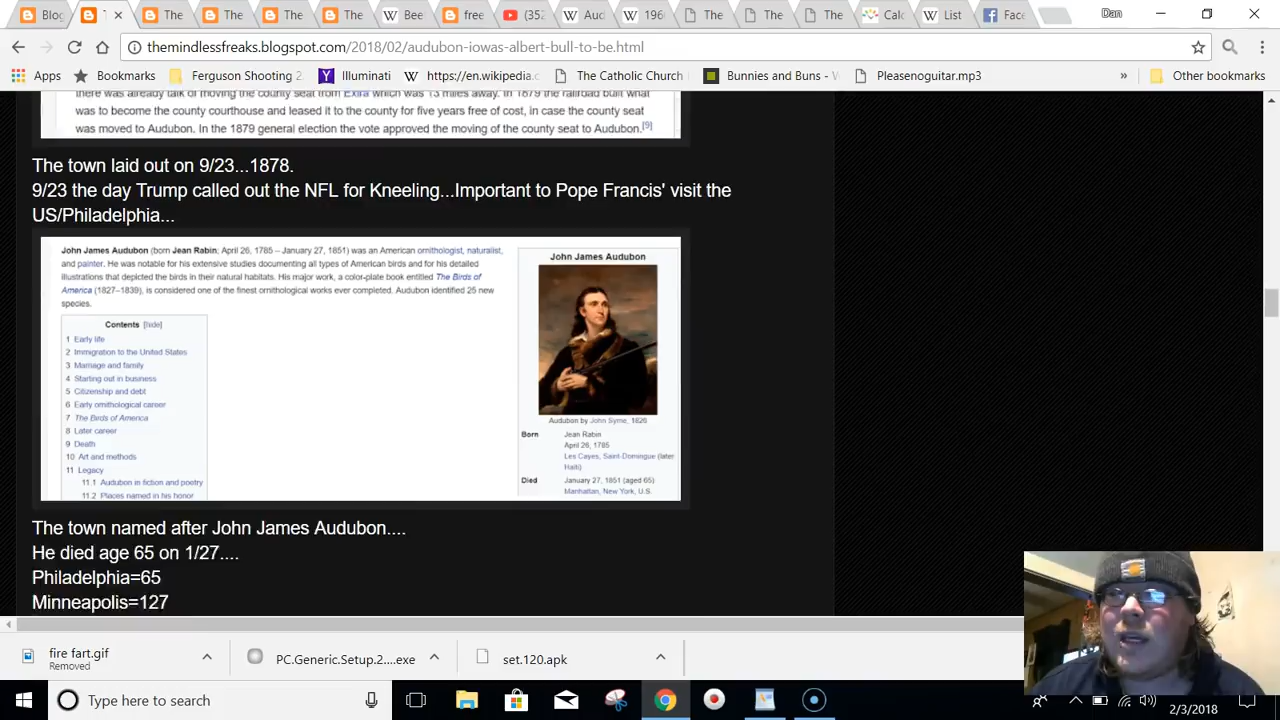 Blog
T
The
The
The
Bee
free
(352
Aud
196
The
The
The
Calc
List
Face
Dan
themindlessfreaks.blogspot.com/2018/02/audubon-iowas-albert-bull-to-be.html
Apps
Bookmarks
Ferguson Shooting 2
Illuminati
https://en.wikipedia.c
The Catholic Church
Bunnies and Buns - V
Pleasenoguitar.mp3
»
Other bookmarks
there was already talk of moving the county seat from Exira which was 13 miles away. In 1879 the railroad built what
was to become the county courthouse and leased it to the county for five years free of cost, in case the county seat
was moved to Audubon. In the 1879 general election the vote approved the moving of the county seat to Audubon.[9]
The town laid out on 9/23...1878.
9/23 the day Trump called out the NFL for Kneeling...Important to Pope Francis' visit the
US/Philadelphia...
John James Audubon (born Jean Rabin; April 26, 1785 – January 27, 1851) was an American ornithologist, naturalist,
and painter. He was notable for his extensive studies documenting all types of American birds and for his detailed
illustrations that depicted the birds in their natural habitats. His major work, a color-plate book entitled The Birds of
America (1827–1839), is considered one of the finest ornithological works ever completed. Audubon identified 25 new
species.
Contents [hide]
1 Early life
2 Immigration to the United States
3 Marriage and family
4 Starting out in business
5 Citizenship and debt
6 Early ornithological career
7 The Birds of America
8 Later career
9 Death
10 Art and methods
11 Legacy
11.1 Audubon in fiction and poetry
11.2 Places named in his honor
John James Audubon
Audubon by John Syme, 1826
Born Jean Rabin
April 26, 1785
Les Cayes, Saint-Domingue (later
Haiti)
Died January 27, 1851 (aged 65)
Manhattan, New York, U.S.
The town named after John James Audubon....
He died age 65 on 1/27....
Philadelphia=65
Minneapolis=127
fire fart.gif
Removed
PC.Generic.Setup.2....exe
set.120.apk
Type here to search
2/3/2018